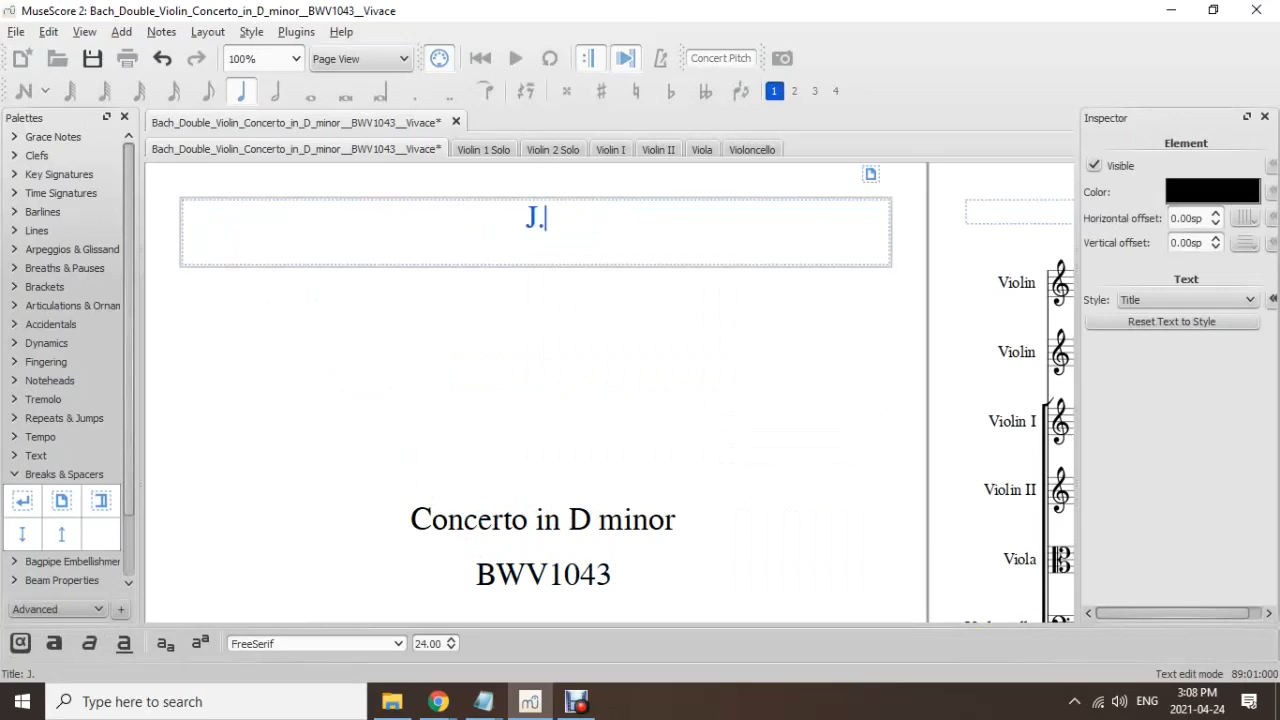 MuseScore 2: Bach_Double_Violin_Concerto_in_D_minor__BWV1043__Vivace
File Edit View Add Notes Layout Style Plugins Help
100% Page View Concert Pitch
1 2 3 4
Palettes
Grace Notes
Clefs
Key Signatures
Time Signatures
Barlines
Lines
Arpeggios & Glissand
Breaths & Pauses
Brackets
Articulations & Ornan
Accidentals
Dynamics
Fingering
Noteheads
Tremolo
Repeats & Jumps
Tempo
Text
Breaks & Spacers
Bagpipe Embellishmer
Beam Properties
Advanced
Bach_Double_Violin_Concerto_in_D_minor__BWV1043__Vivace*
Bach_Double_Violin_Concerto_in_D_minor__BWV1043__Vivace* Violin 1 Solo Violin 2 Solo Violin I Violin II Viola Violoncello
J.
Concerto in D minor
BWV1043
Violin
Violin
Violin I
Violin II
Viola
Inspector
Element
Visible
Color:
Horizontal offset: 0.00sp
Vertical offset: 0.00sp
Text
Style: Title
Reset Text to Style
FreeSerif 24.00
Title: J. Text edit mode 89:01:000
Type here to search
ENG
3:08 PM
2021-04-24